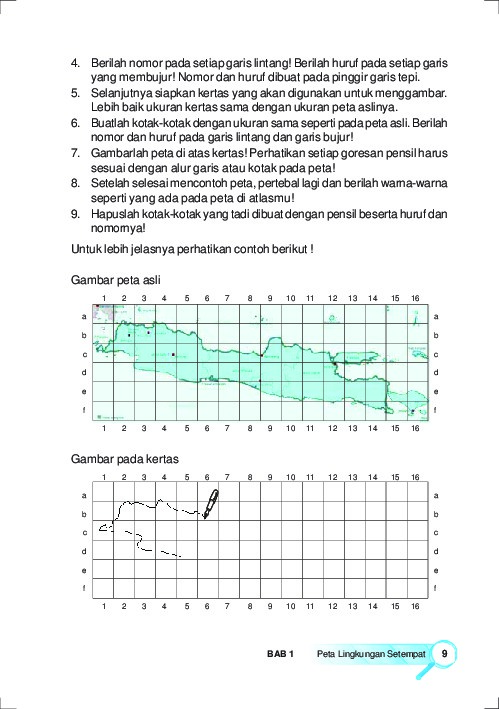 4. Berilah nomor pada setiap garis lintang! Berilah huruf pada setiap garis
yang membujur! Nomor dan huruf dibuat pada pinggir garis tepi.
5. Selanjutnya siapkan kertas yang akan digunakan untuk menggambar.
Lebih baik ukuran kertas sama dengan ukuran peta aslinya.
6. Buatlah kotak-kotak dengan ukuran sama seperti pada peta asli. Berilah
nomor dan huruf pada garis lintang dan garis bujur!
7. Gambarlah peta di atas kertas! Perhatikan setiap goresan pensil harus
sesuai dengan alur garis atau kotak pada peta!
8. Setelah selesai mencontoh peta, pertebal lagi dan berilah warna-warna
seperti yang ada pada peta di atlasmu!
9. Hapuslah kotak-kotak yang tadi dibuat dengan pensil beserta huruf dan
nomornya!
Untuk lebih jelasnya perhatikan contoh berikut !
Gambar peta asli
1 2 3 4 5 6 7 8 9 10 11 12 13 14 15 16
a a
b b
c c
d d
e e
f f
1 2 3 4 5 6 7 8 9 10 11 12 13 14 15 16
Gambar pada kertas
1 2 3 4 5 6 7 8 9 10 11 12 13 14 15 16
a a
b b
c c
d d
e e
f f
1 2 3 4 5 6 7 8 9 10 11 12 13 14 15 16
BAB 1 Peta Lingkungan Setempat 9